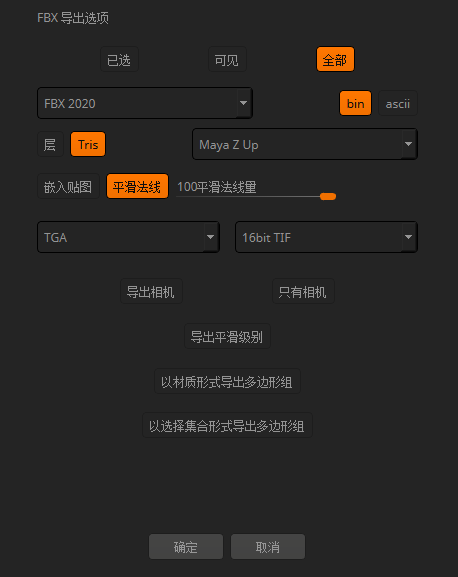 FBX 导出选项
已选 可见 全部
FBX 2020 bin ascii
层 Tris Maya Z Up
嵌入贴图 平滑法线 100平滑法线量
TGA 16bit TIF
导出相机 只有相机
导出平滑级别
以材质形式导出多边形组
以选择集合形式导出多边形组
确定 取消